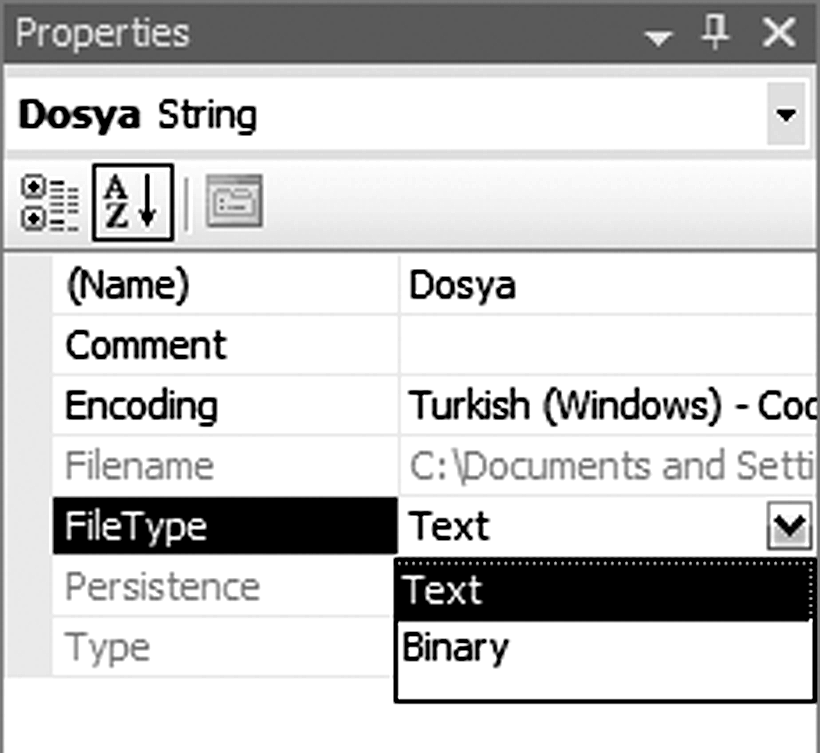 Properties
Dosya String
A
Z
(Name) Dosya
Comment
Encoding Turkish (Windows) - Coc
Filename C:\Documents and Setti
FileType Text
Persistence Text
Type Binary